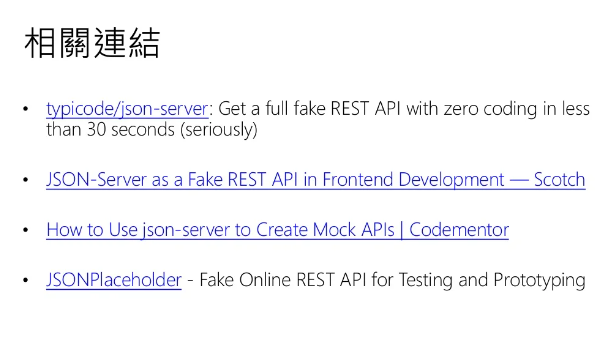 相關連結
• typicode/json-server: Get a full fake REST API with zero coding in less
than 30 seconds (seriously)
• JSON-Server as a Fake REST API in Frontend Development — Scotch
• How to Use json-server to Create Mock APIs | Codementor
• JSONPlaceholder - Fake Online REST API for Testing and Prototyping